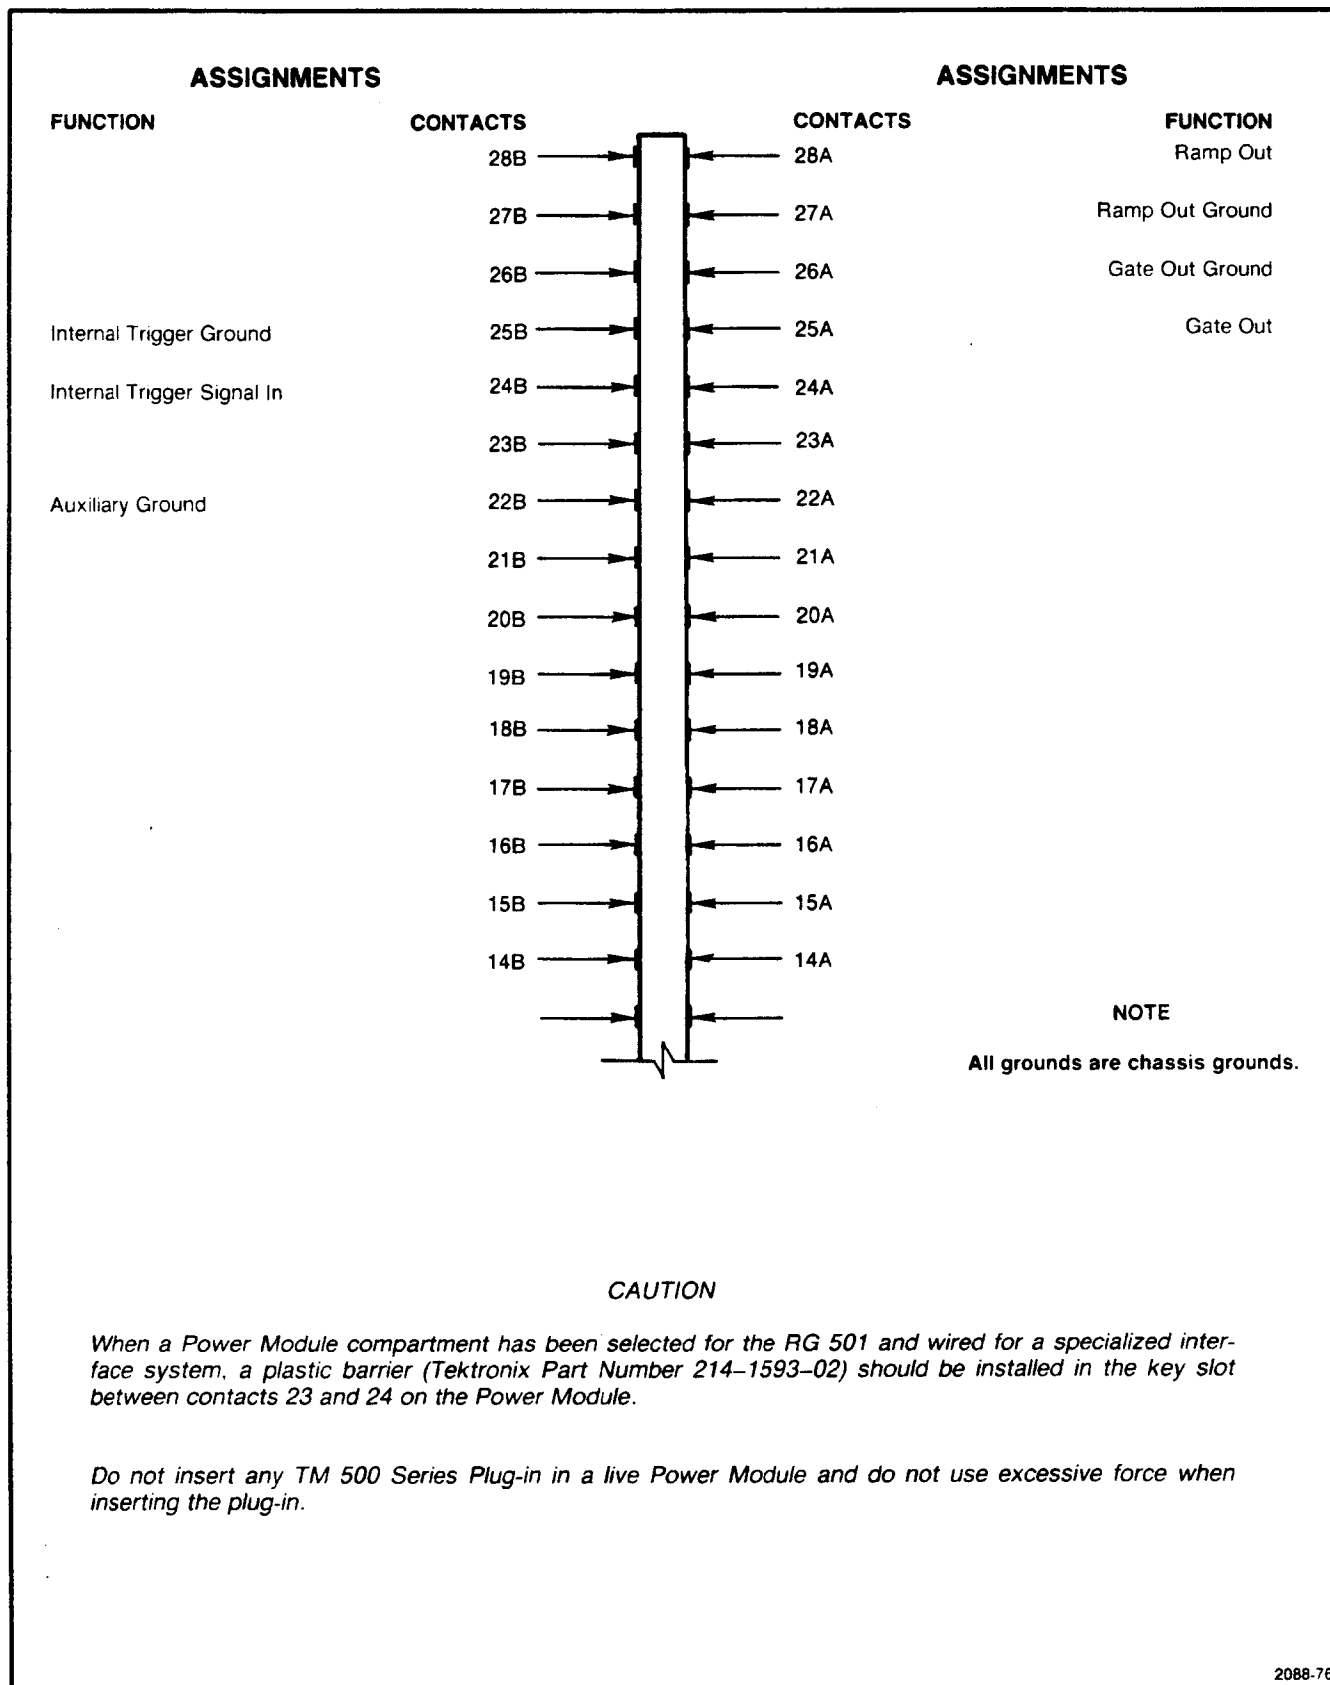 ASSIGNMENTS ASSIGNMENTS
FUNCTION CONTACTS CONTACTS FUNCTION
28B 28A Ramp Out
27B 27A Ramp Out Ground
26B 26A Gate Out Ground
Internal Trigger Ground 25B 25A Gate Out
Internal Trigger Signal In 24B 24A
23B 23A
Auxiliary Ground 22B 22A
21B 21A
20B 20A
19B 19A
18B 18A
17B 17A
16B 16A
15B 15A
14B 14A
NOTE
All grounds are chassis grounds.
CAUTION
When a Power Module compartment has been selected for the RG 501 and wired for a specialized inter-
face system, a plastic barrier (Tektronix Part Number 214–1593–02) should be installed in the key slot
between contacts 23 and 24 on the Power Module.
Do not insert any TM 500 Series Plug-in in a live Power Module and do not use excessive force when
inserting the plug-in.
2088-76